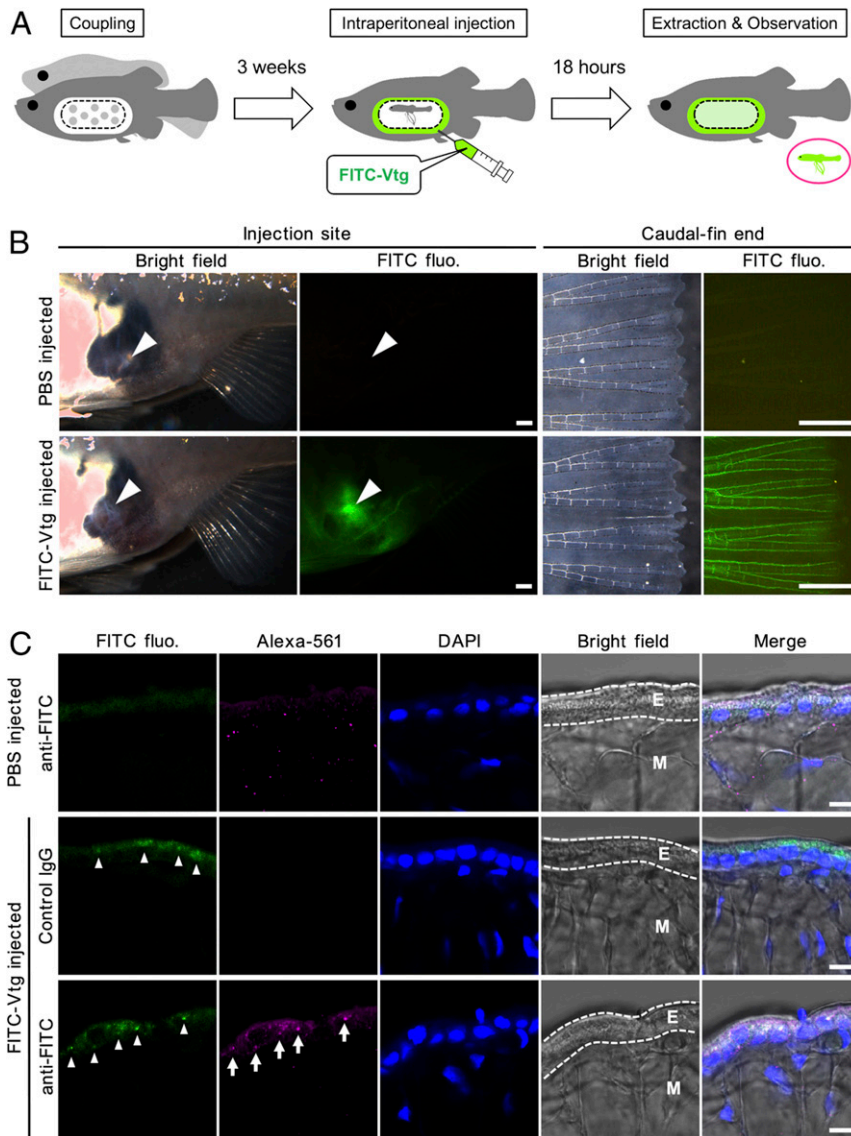 A
Coupling
Intraperitoneal injection
Extraction & Observation
3 weeks
18 hours
FITC-Vtg
B
Injection site
Caudal-fin end
Bright field
FITC fluo.
Bright field
FITC fluo.
PBS injected
FITC-Vtg injected
C
FITC fluo.
Alexa-561
DAPI
Bright field
Merge
PBS injected
anti-FITC
E
M
FITC-Vtg injected
Control IgG
E
M
anti-FITC
E
M